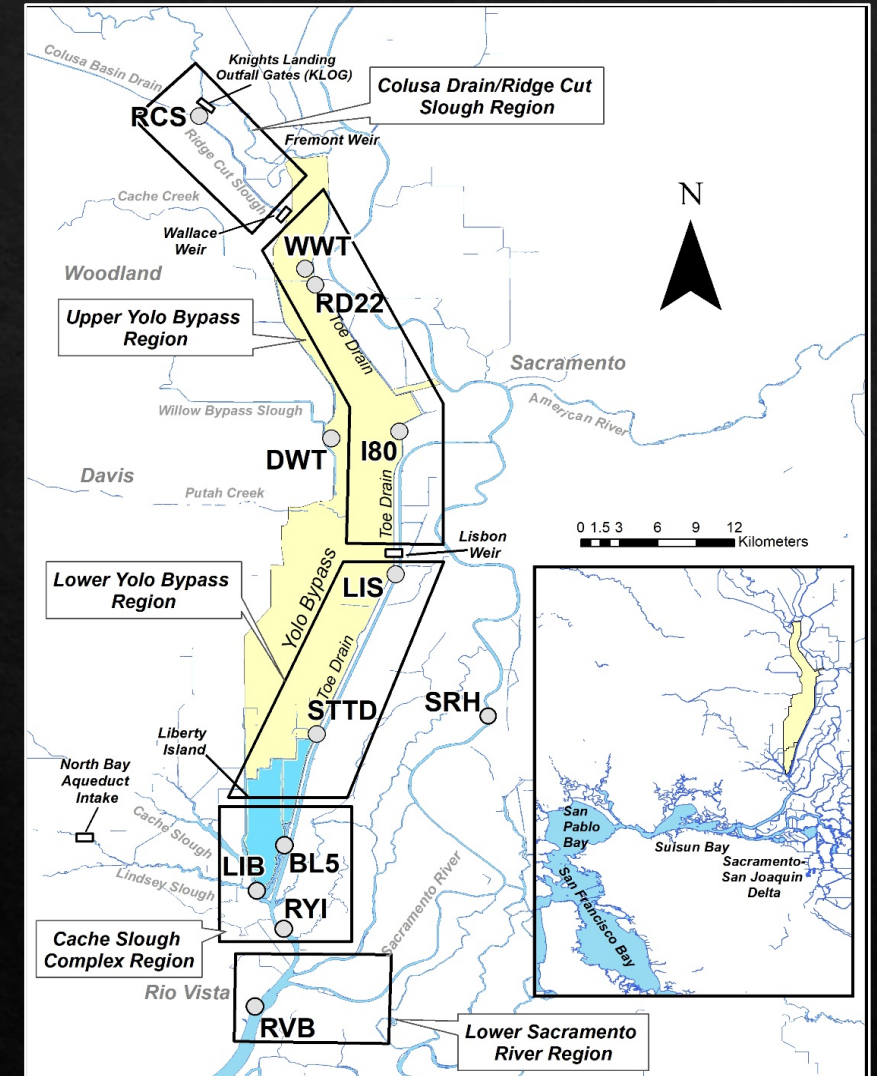 Colusa Basin Drain
Knights Landing
Outfall Gates (KLOG)
Colusa Drain/Ridge Cut
Slough Region
RCS
Ridge Cut Slough
Fremont Weir
Cache Creek
Wallace
Weir
N
WWT
Woodland
RD22
Upper Yolo Bypass
Region
Toe Drain
Sacramento
American River
Willow Bypass Slough
I80
DWT
Davis
Toe Drain
Putah Creek
0 1.5 3 6 9 12
Kilometers
Lisbon
Weir
LIS
Lower Yolo Bypass
Region
Yolo Bypass
Toe Drain
STTD
SRH
Liberty
Island
North Bay
Aqueduct
Intake
Cache Slough
LIB
BL5
Lindsey Slough
RYI
Sacramento River
Cache Slough
Complex Region
Rio Vista
RVB
Lower Sacramento
River Region
San
Pablo
Bay
Suisun Bay
Sacramento-
San Joaquin
Delta
San Francisco Bay